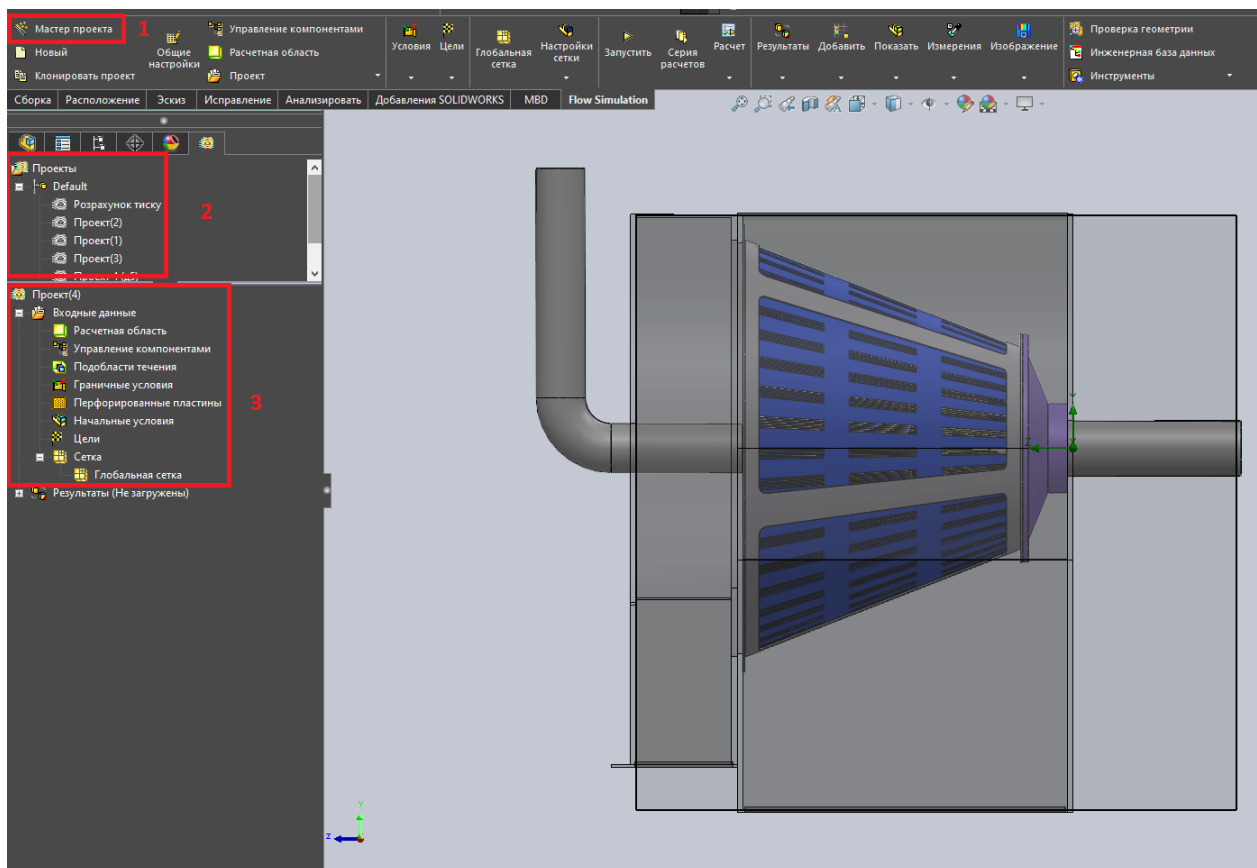 Мастер проекта
1
Новый
Клонировать проект
Общие
настройки
Управление компонентами
Расчетная область
Проект
Условия
Цели
Глобальная
сетка
Настройки
сетки
Запустить
Серия
расчетов
Расчет
Результаты
Добавить
Показать
Измерения
Изображение
Проверка геометрии
Инженерная база данных
Инструменты
Сборка Расположение Эскиз Исправление Анализировать Добавления SOLIDWORKS MBD Flow Simulation
Проекты
Default
Розрахунок тиску
2
Проект(2)
Проект(1)
Проект(3)
Проект(4)
Входные данные
Расчетная область
Управление компонентами
Подобласти течения
Граничные условия
Перфорированные пластины
3
Начальные условия
Цели
Сетка
Глобальная сетка
Результаты (Не загружены)
Y
Z
Y
Z